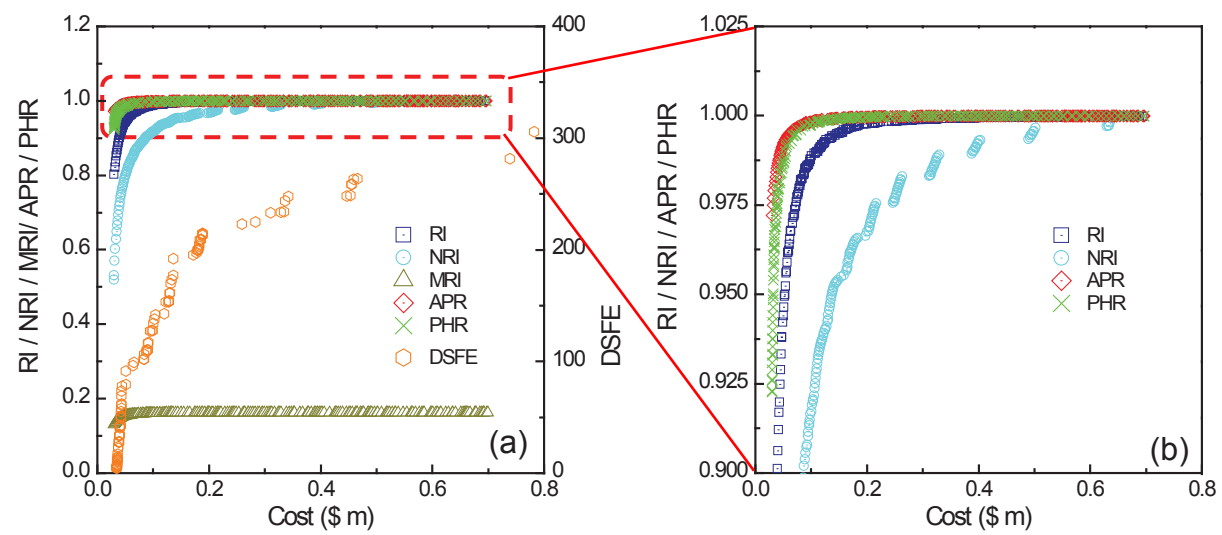 1.2
1.0
0.8
0.6
0.4
0.2
0.0
RI / NRI / MRI/ APR / PHR
400
300
200
100
0
DSFE
RI
NRI
MRI
APR
PHR
DSFE
(a)
0.0 0.2 0.4 0.6 0.8
Cost ($ m)
1.025
1.000
0.975
0.950
0.925
0.900
RI / NRI / APR / PHR
RI
NRI
APR
PHR
(b)
0.0 0.2 0.4 0.6 0.8
Cost ($ m)